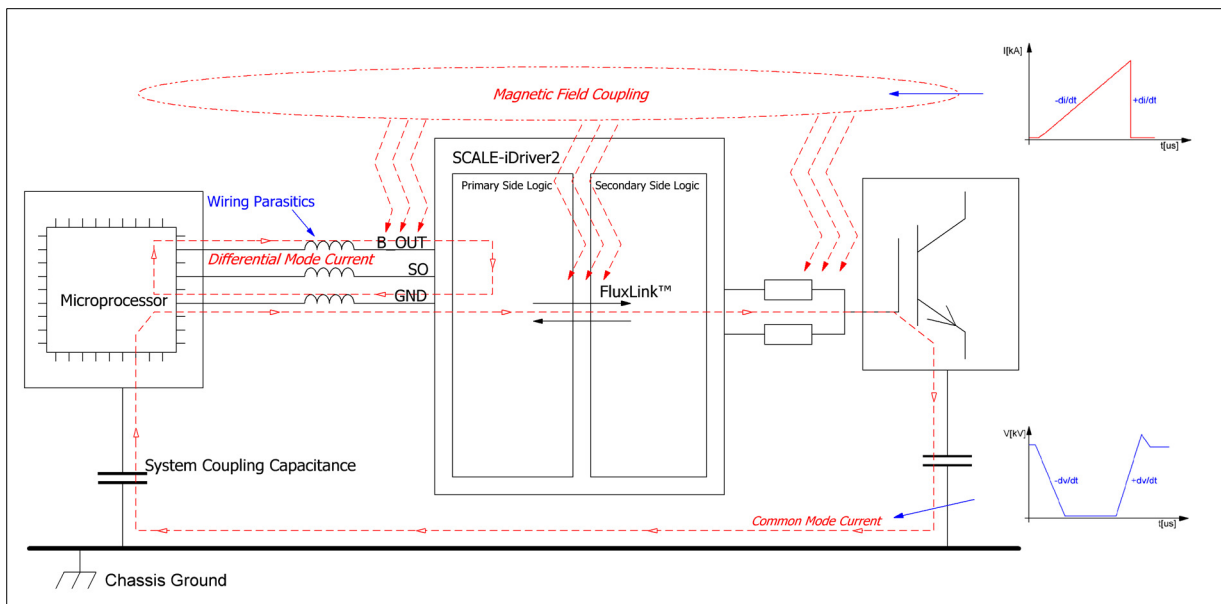 I[kA]
-di/dt
+di/dt
t[us]
Magnetic Field Coupling
SCALE-iDriver2
Primary Side Logic
Secondary Side Logic
Wiring Parasitics
B_OUT
Differential Mode Current
SO
Microprocessor
GND
FluxLink™
System Coupling Capacitance
V[kV]
-dv/dt
+dv/dt
t[us]
Common Mode Current
Chassis Ground